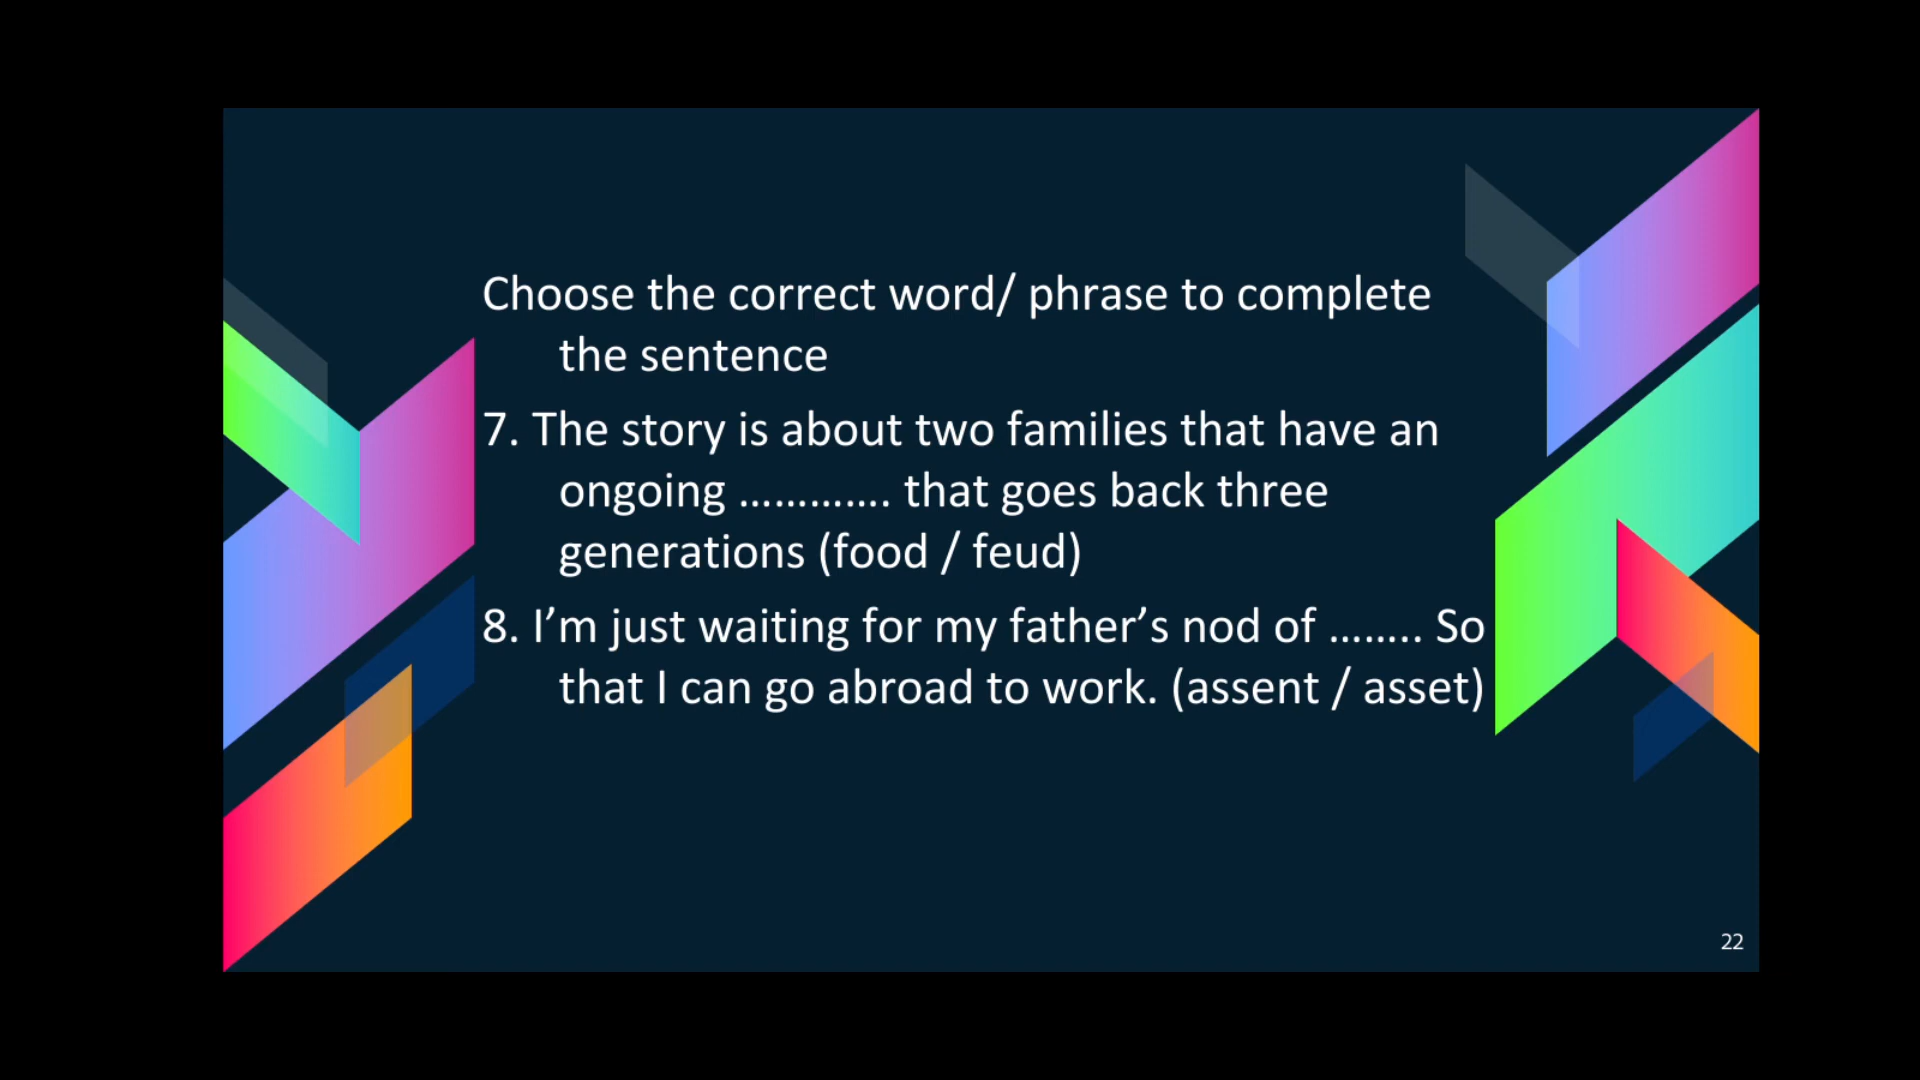 Choose the correct word/ phrase to complete
the sentence
7. The story is about two families that have an
ongoing …………. that goes back three
generations (food / feud)
8. I’m just waiting for my father’s nod of …….. So
that I can go abroad to work. (assent / asset)
22